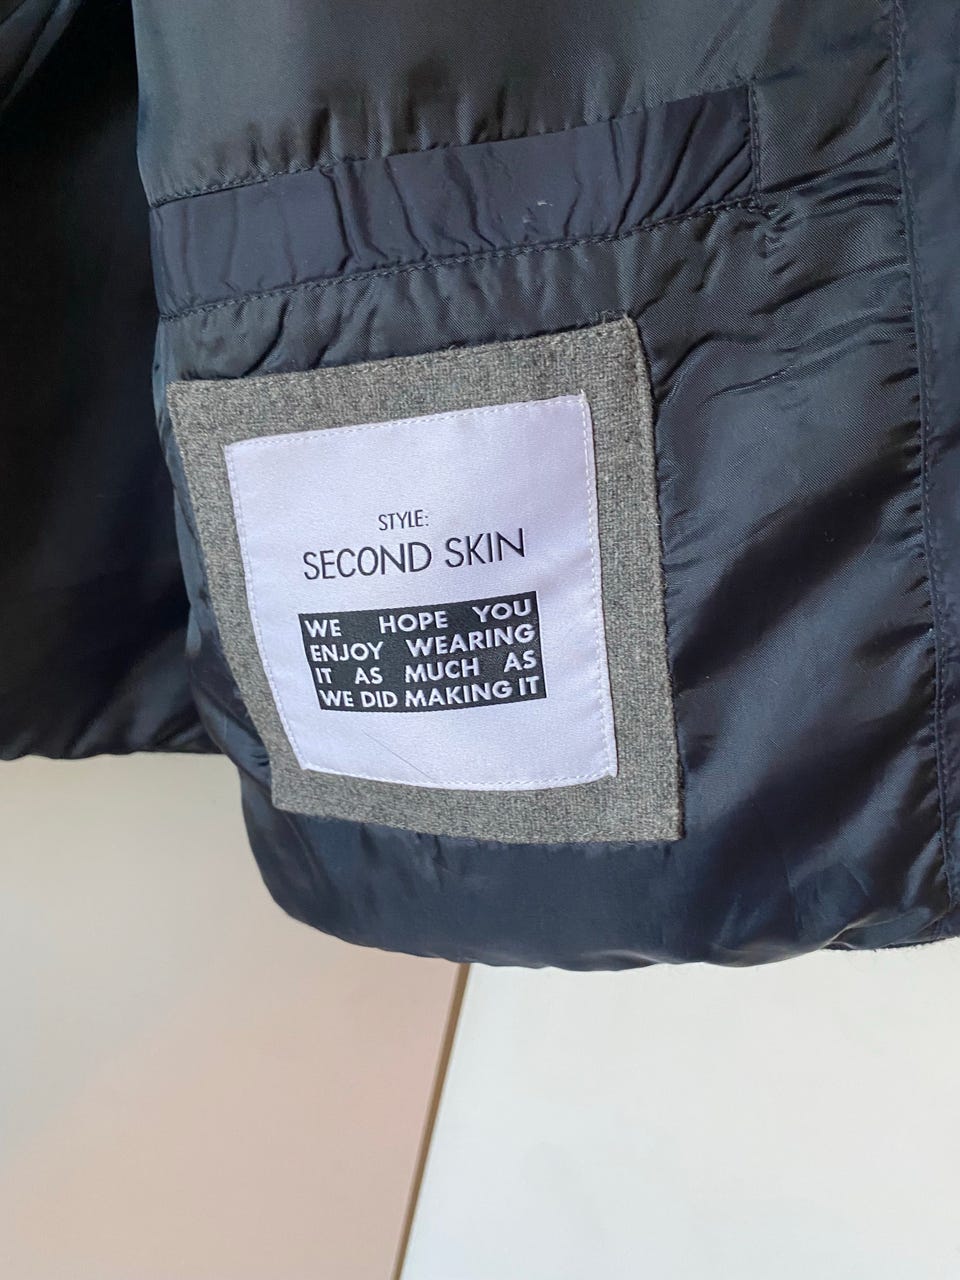 STYLE:
SECOND SKIN
WE HOPE YOU
ENJOY WEARING
IT AS MUCH AS
WE DID MAKING IT